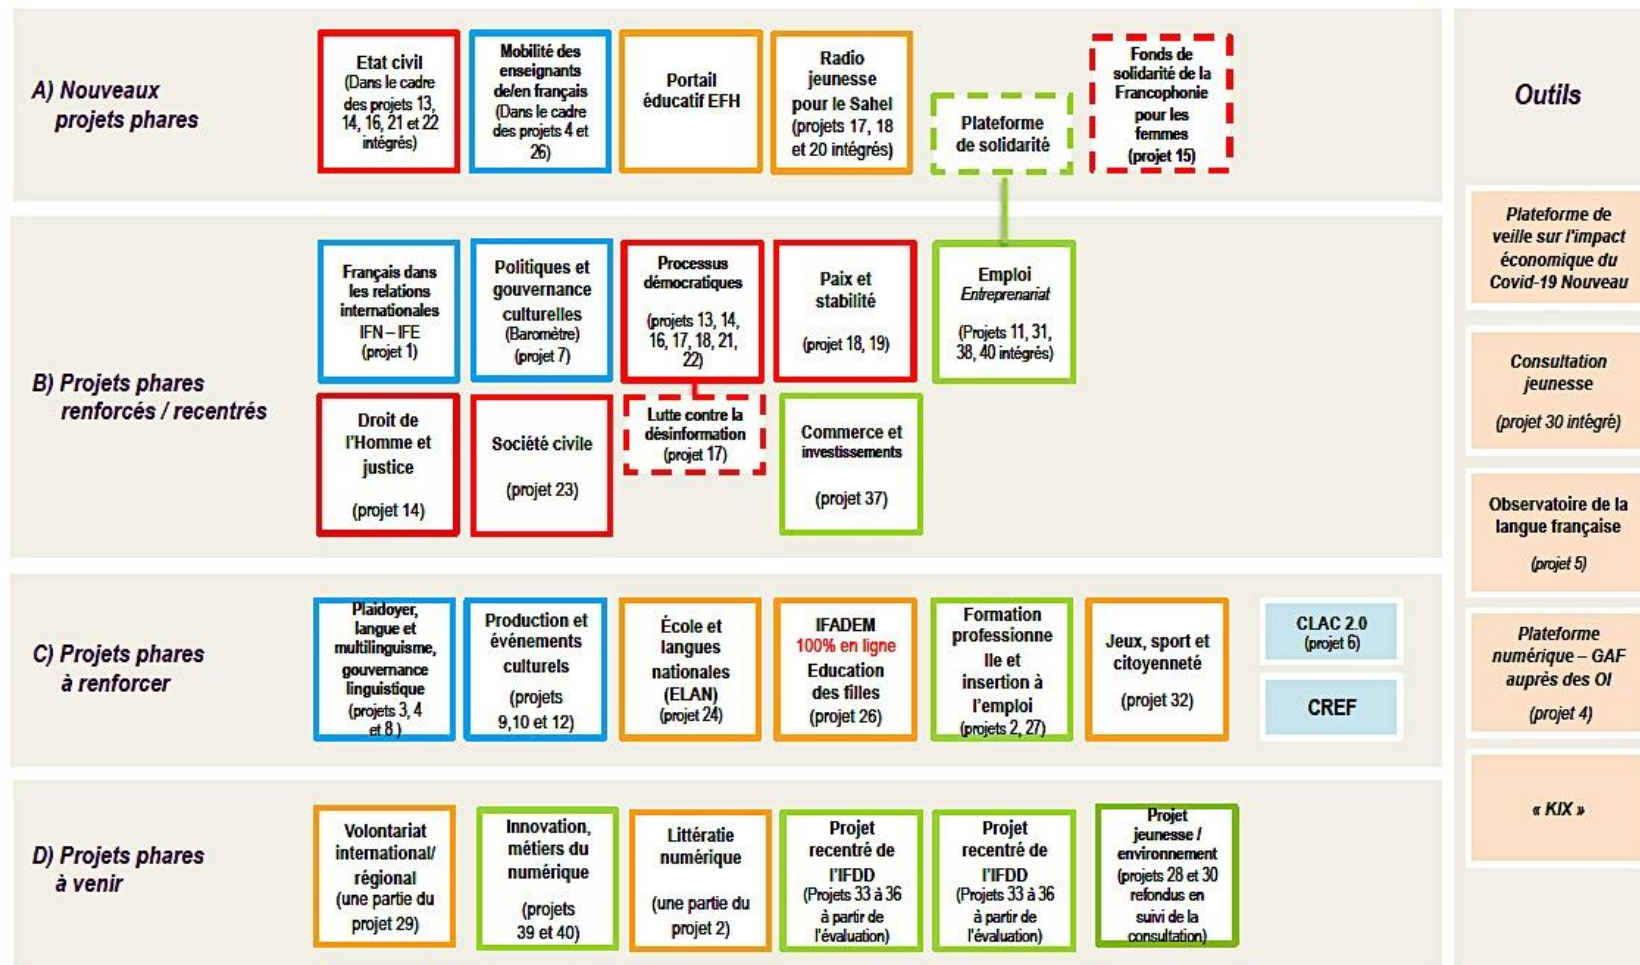 A) Nouveaux
projets phares
Etat civil
(Dans le cadre
des projets 13,
14, 16, 21 et 22
intégrés)
Mobilité des
enseignants
de/en français
(Dans le cadre
des projets 4 et
26)
Portail
éducatif EFH
Radio
jeunesse
pour le Sahel
(projets 17, 18
et 20 intégrés)
Plateforme
de solidarité
Fonds de
solidarité de la
Francophonie
pour les
femmes
(projet 15)
B) Projets phares
renforcés / recentrés
Français dans
les relations
internationales
IFN – IFE
(projet 1)
Politiques et
gouvernance
culturelles
(Baromètre)
(projet 7)
Processus
démocratiques
(projets 13, 14,
16, 17, 18, 21,
22)
Paix et
stabilité
(projet 18, 19)
Emploi
Entreprenariat
(Projets 11, 31,
38, 40 intégrés)
Droit de
l'Homme et
justice
(projet 14)
Société civile
(projet 23)
Lutte contre la
désinformation
(projet 17)
Commerce et
investissements
(projet 37)
C) Projets phares
à renforcer
Plaidoyer,
langue et
multilinguisme,
gouvernance
linguistique
(projets 3, 4
et 8 )
Production et
événements
culturels
(projets
9,10 et 12)
École et
langues
nationales
(ELAN)
(projet 24)
IFADEM
100% en ligne
Education
des filles
(projet 26)
Formation
professionne
lle et
insertion à
l'emploi
(projets 2, 27)
Jeux, sport et
citoyenneté
(projet 32)
CLAC 2.0
(projet 6)
CREF
D) Projets phares
à venir
Volontariat
international/
régional
(une partie du
projet 29)
Innovation,
métiers du
numérique
(projets
39 et 40)
Littératie
numérique
(une partie du
projet 2)
Projet
recentré de
l'IFDD
(Projets 33 à 36
à partir de
l'évaluation)
Projet
recentré de
l'IFDD
(Projets 33 à 36
à partir de
l'évaluation)
Projet
jeunesse /
environnement
(projets 28 et 30
refondus en
suivi de la
consultation)
Outils
Plateforme de
veille sur l'impact
économique du
Covid-19 Nouveau
Consultation
jeunesse
(projet 30 intégré)
Observatoire de la
langue française
(projet 5)
Plateforme
numérique – GAF
auprès des OI
(projet 4)
« KIX »